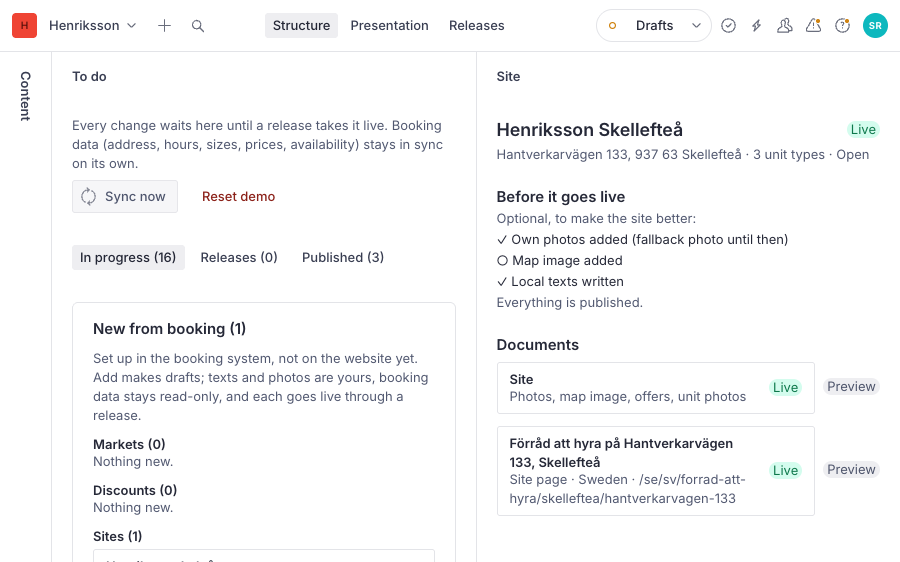 H
Henriksson
Structure
Presentation
Releases
Drafts
SR
Content
To do
Every change waits here until a release takes it live. Booking
data (address, hours, sizes, prices, availability) stays in sync
on its own.
Sync now
Reset demo
In progress (16)
Releases (0)
Published (3)
New from booking (1)
Set up in the booking system, not on the website yet.
Add makes drafts; texts and photos are yours, booking
data stays read-only, and each goes live through a
release.
Markets (0)
Nothing new.
Discounts (0)
Nothing new.
Sites (1)
Site
Henriksson Skellefteå
Live
Hantverkarvägen 133, 937 63 Skellefteå · 3 unit types · Open
Before it goes live
Optional, to make the site better:
✓ Own photos added (fallback photo until then)
○ Map image added
✓ Local texts written
Everything is published.
Documents
Site
Photos, map image, offers, unit photos
Live
Preview
Förråd att hyra på Hantverkarvägen
133, Skellefteå
Site page · Sweden · /se/sv/forrad-att-
hyra/skelleftea/hantverkarvagen-133
Live
Preview